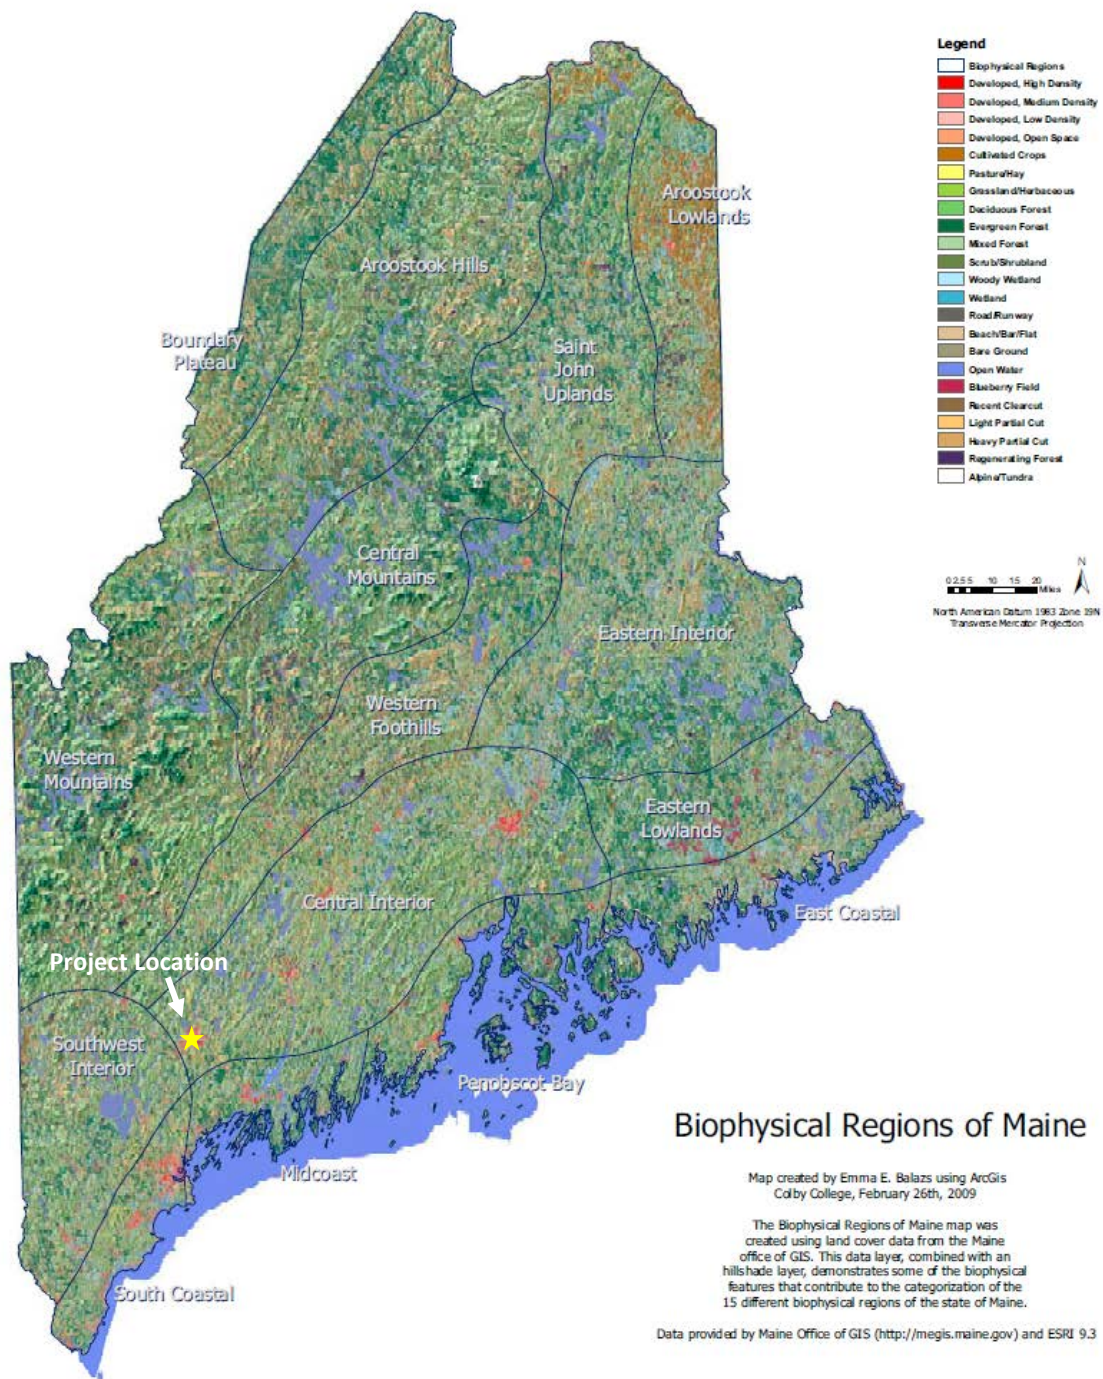 Legend
Biophysical Regions
Developed, High Density
Developed, Medium Density
Developed, Low Density
Developed, Open Space
Cultivated Crops
Pasture/Hay
Grassland/Herbaceous
Deciduous Forest
Evergreen Forest
Mixed Forest
Scrub/Shrubland
Woody Wetland
Wetland
Road/Runway
Beach/Bar/Flat
Bare Ground
Open Water
Blueberry Field
Recent Clearcut
Light Partial Cut
Heavy Partial Cut
Regenerating Forest
Alpine/Tundra
Aroostook
Lowlands
Aroostook Hills
Boundary
Plateau
Saint
John
Uplands
Central
Mountains
N
0 2.5 5 10 15 20
Miles
North American Datum 1983 Zone 19N
Transverse Mercator Projection
Eastern Interior
Western
Foothills
Western
Mountains
Eastern
Lowlands
Central Interior
East Coastal
Project Location
Southwest
Interior
Penobscot Bay
Midcoast
South Coastal
Biophysical Regions of Maine
Map created by Emma E. Balazs using ArcGis
Colby College, February 26th, 2009
The Biophysical Regions of Maine map was
created using land cover data from the Maine
office of GIS. This data layer, combined with an
hillshade layer, demonstrates some of the biophysical
features that contribute to the categorization of the
15 different biophysical regions of the state of Maine.
Data provided by Maine Office of GIS (http://megis.maine.gov) and ESRI 9.3